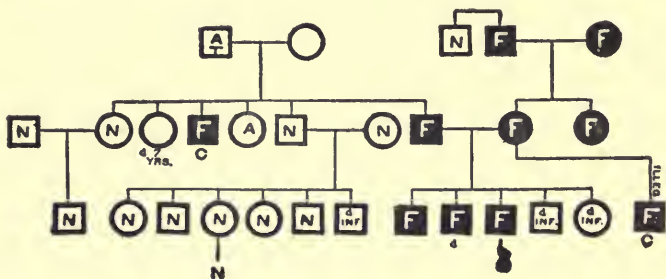 A
T
N F F
N N F A N N F F F
d 7
YRS.
C
ILLEG
N N N N N N d INF F F F d INF. d INF. F
d C
N